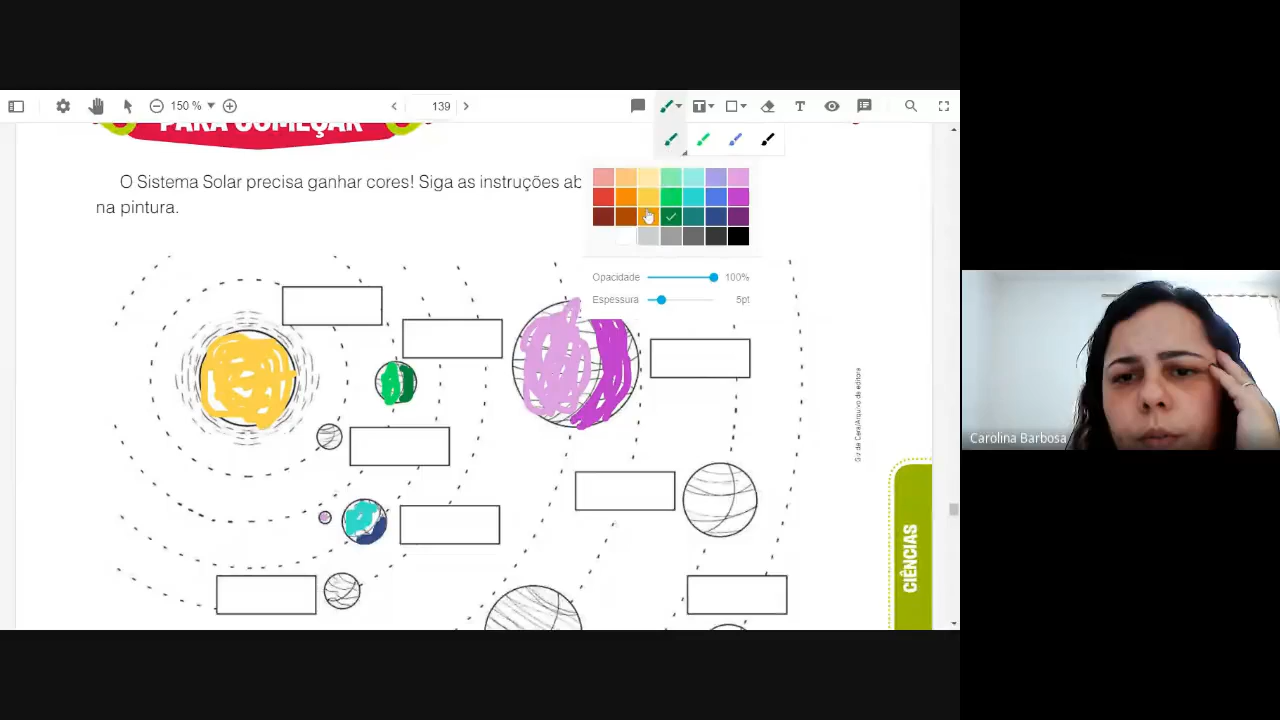 150 %
139
PARA COMEÇAR
O Sistema Solar precisa ganhar cores! Siga as instruções ab
na pintura.
Opacidade 100%
Espessura 5pt
Carolina Barbosa
CIÊNCIAS